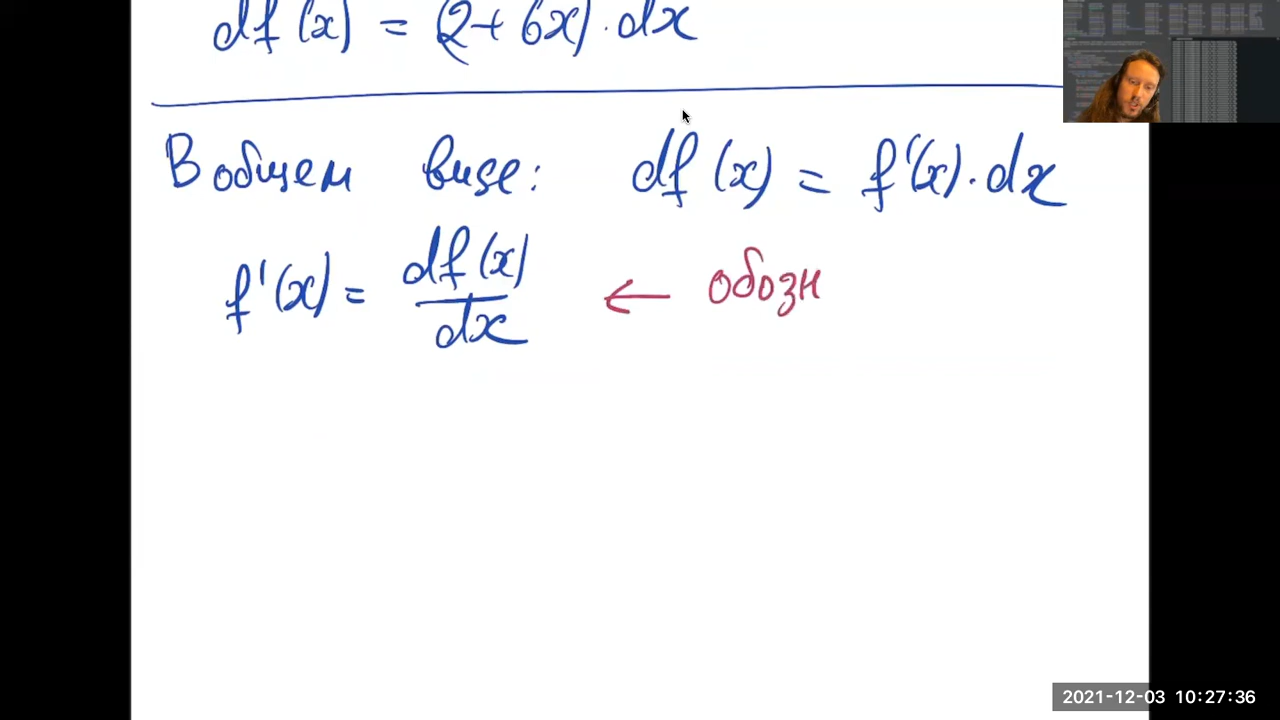 df(x) = (2+6x)·dx
В общем виде: df(x) = f'(x)·dx
f'(x) = df(x)/dx ← обозн
2021-12-03 10:27:36